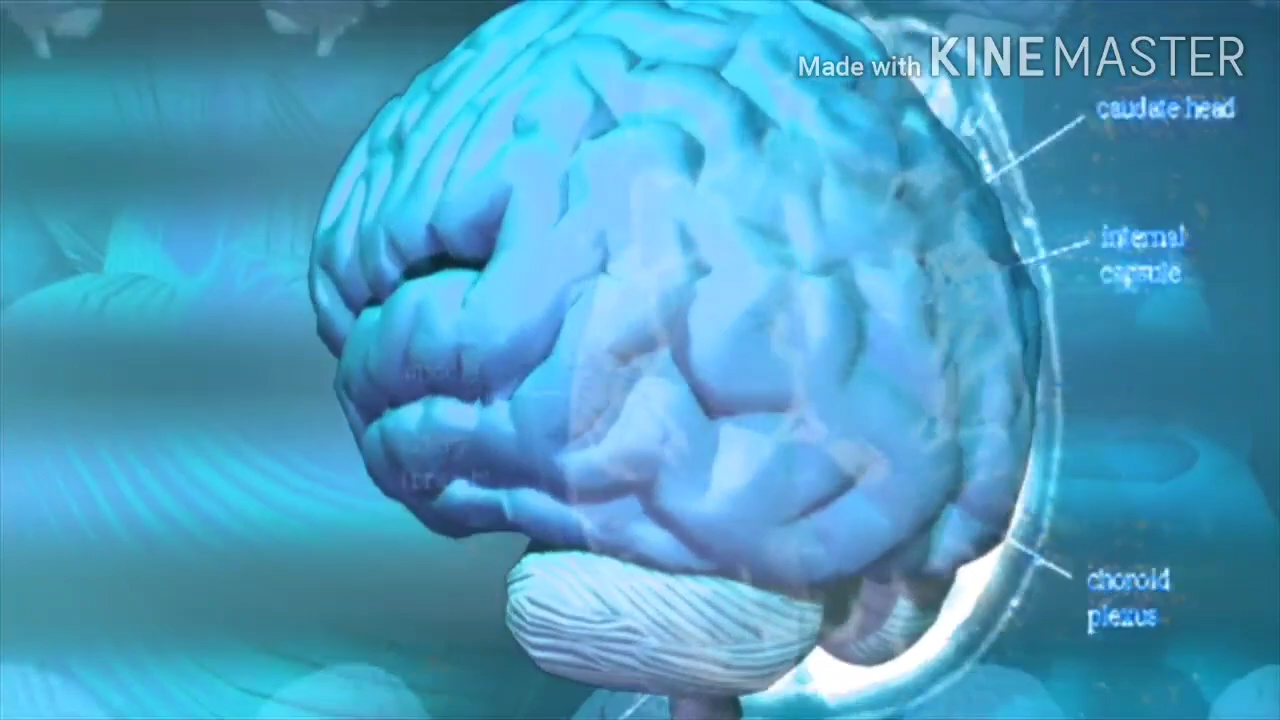 Made with KINEMASTER
caudate head
internal
capsule
choroid
plexus